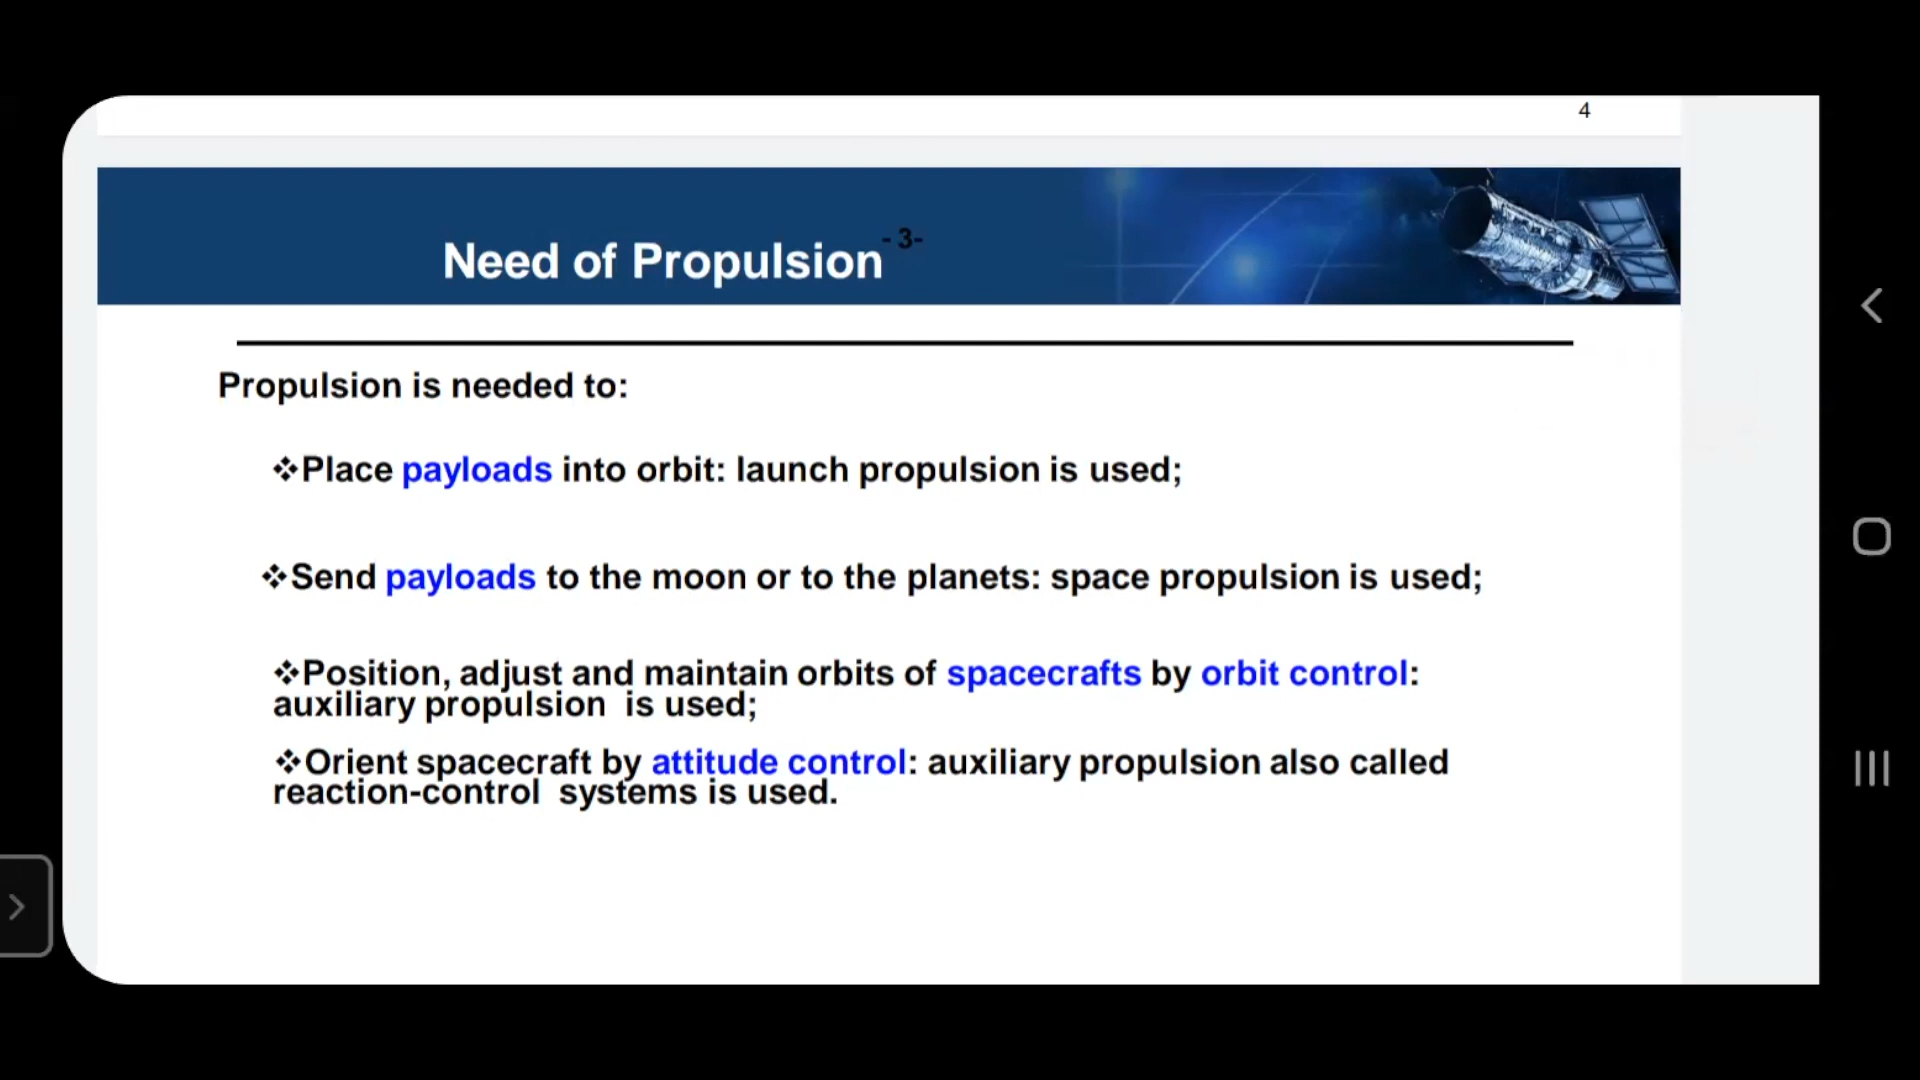 4
Need of Propulsion - 3-
Propulsion is needed to:
❖Place payloads into orbit: launch propulsion is used;
❖Send payloads to the moon or to the planets: space propulsion is used;
❖Position, adjust and maintain orbits of spacecrafts by orbit control:
auxiliary propulsion is used;
❖Orient spacecraft by attitude control: auxiliary propulsion also called
reaction-control systems is used.